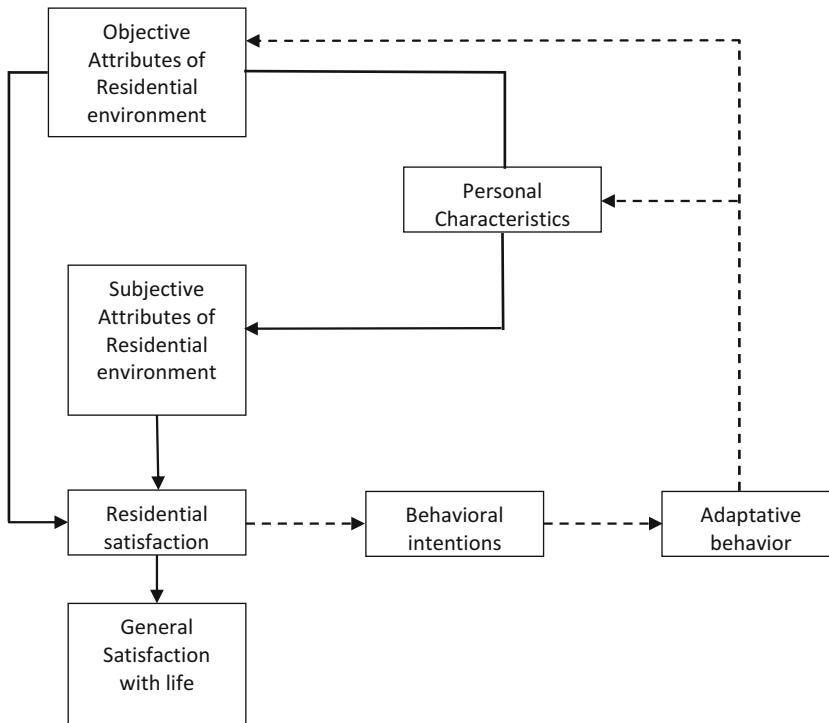 Objective
Attributes of
Residential
environment
Personal
Characteristics
Subjective
Attributes of
Residential
environment
Residential
satisfaction
Behavioral
intentions
Adaptative
behavior
General
Satisfaction
with life